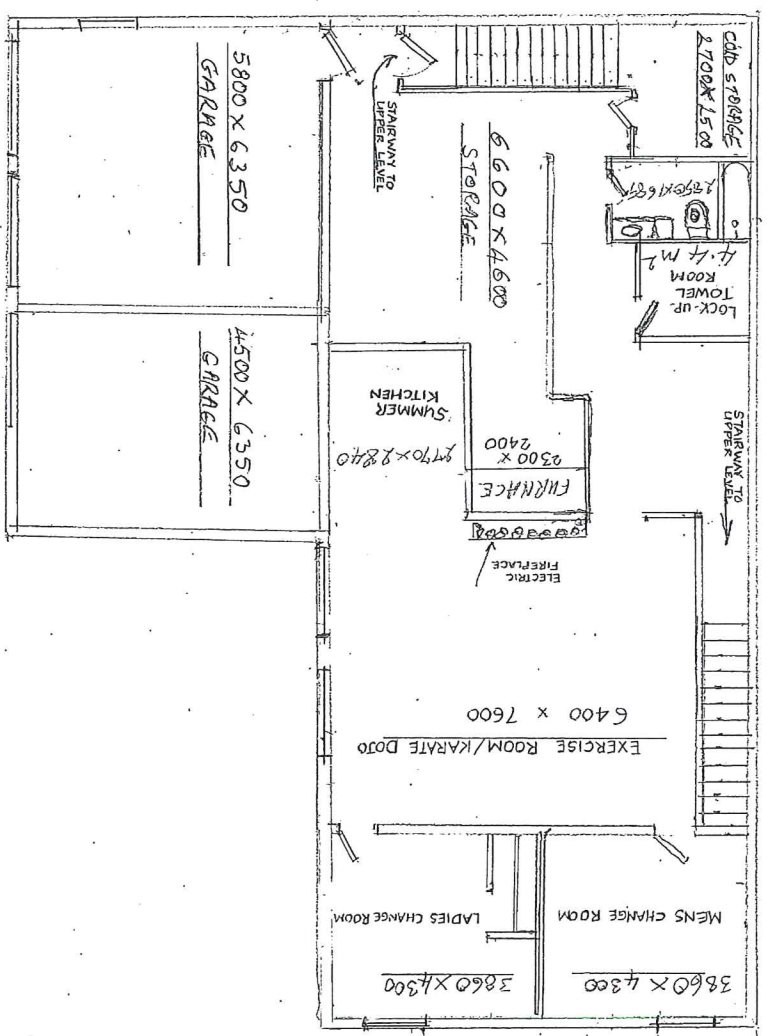 COLD STORAGE
2700 X 1500
STAIRWAY TO
UPPER LEVEL
5800 X 6350
GARAGE
6600 X 4600
STORAGE
4.4 M²
LOCK-UP
TOWEL
ROOM
4500 X 6350
GARAGE
SUMMER
KITCHEN
2770 X 2840
FURNACE
2300 X
2400
ELECTRIC
FIREPLACE
STAIRWAY TO
UPPER LEVEL
EXERCISE ROOM/KARATE DOJO
6400 X 7600
LADIES CHANGE ROOM
3860 X 4300
MENS CHANGE ROOM
3860 X 4300